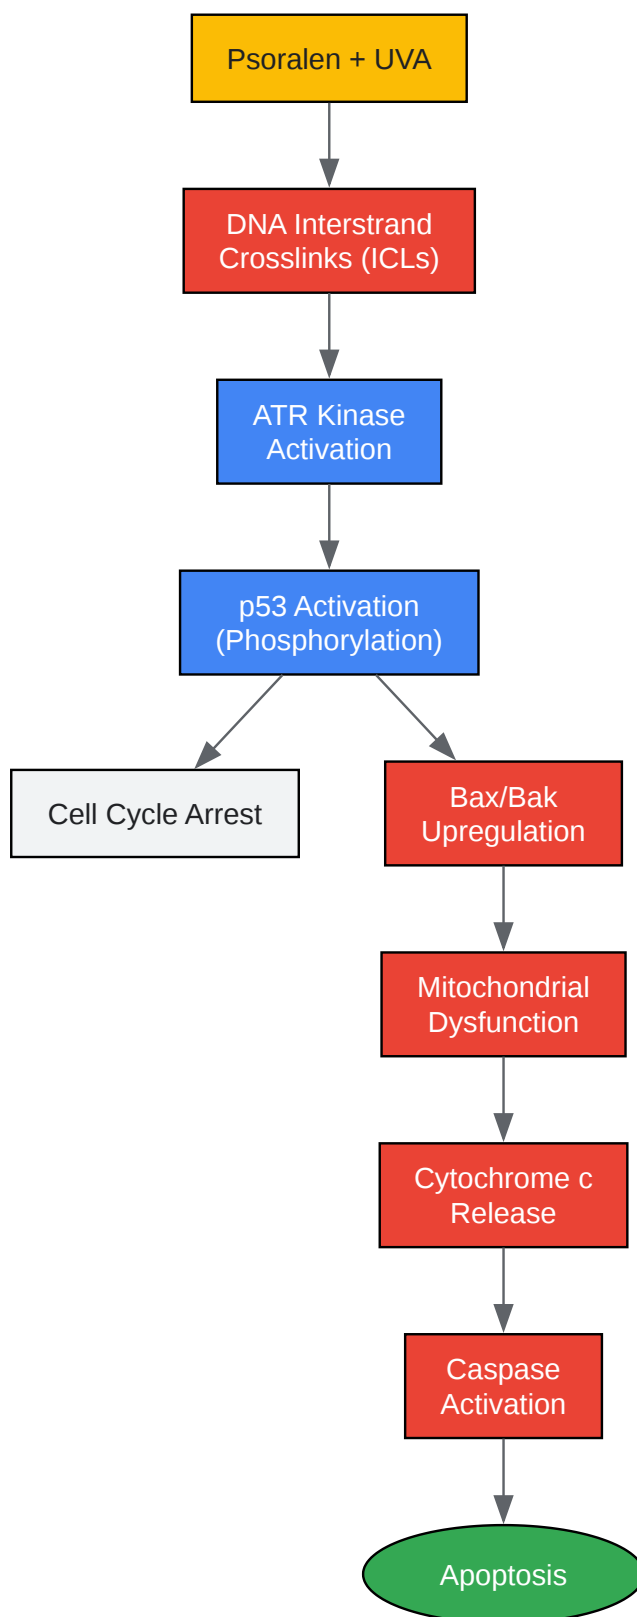 Psoralen + UVA
DNA Interstrand
Crosslinks (ICLs)
ATR Kinase
Activation
p53 Activation
(Phosphorylation)
Cell Cycle Arrest
Bax/Bak
Upregulation
Mitochondrial
Dysfunction
Cytochrome c
Release
Caspase
Activation
Apoptosis